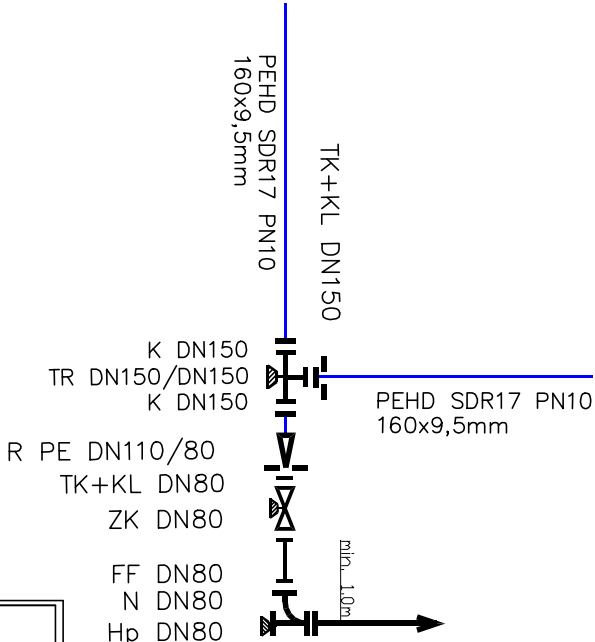 PEHD SDR17 PN10
160x9,5mm
TK+KL DN150
K DN150
TR DN150/DN150
K DN150
PEHD SDR17 PN10
160x9,5mm
R PE DN110/80
TK+KL DN80
ZK DN80
FF DN80
N DN80
Hp DN80
min. 1.0m